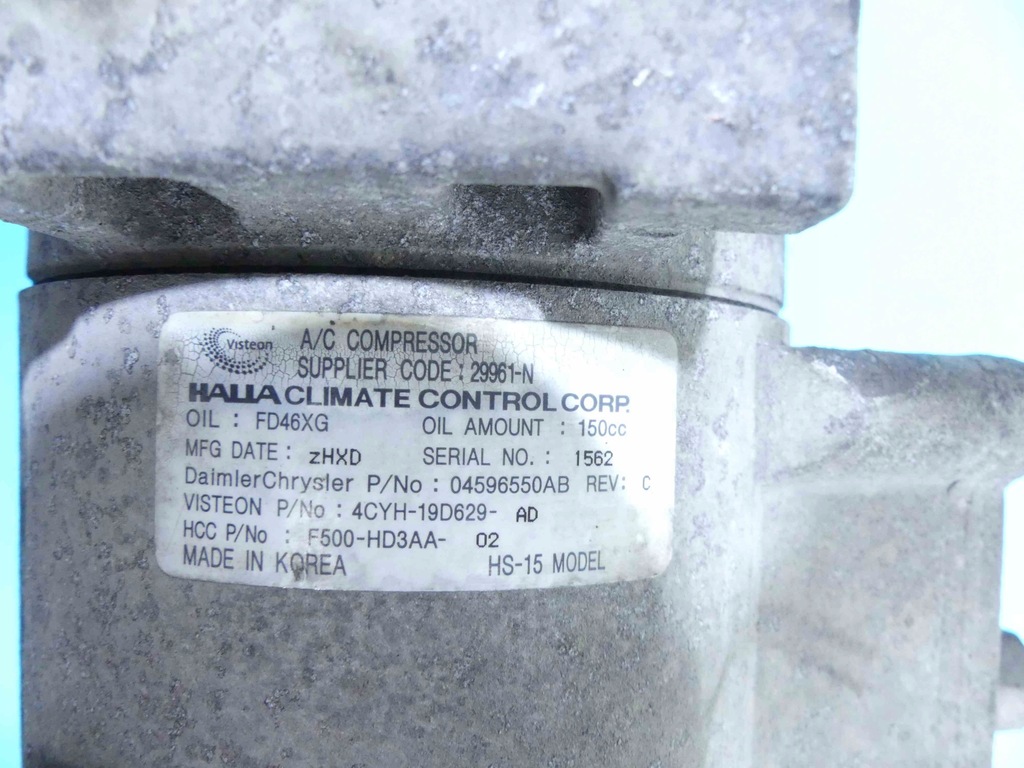 Visteon
A/C COMPRESSOR
SUPPLIER CODE : 29961-N
HALLA CLIMATE CONTROL CORP.
OIL : FD46XG OIL AMOUNT : 150cc
MFG DATE : zHXD SERIAL NO. : 1562
DaimlerChrysler P/No : 04596550AB REV: C
VISTEON P/No : 4CYH-19D629- AD
HCC P/No : F500-HD3AA- 02
MADE IN KOREA HS-15 MODEL